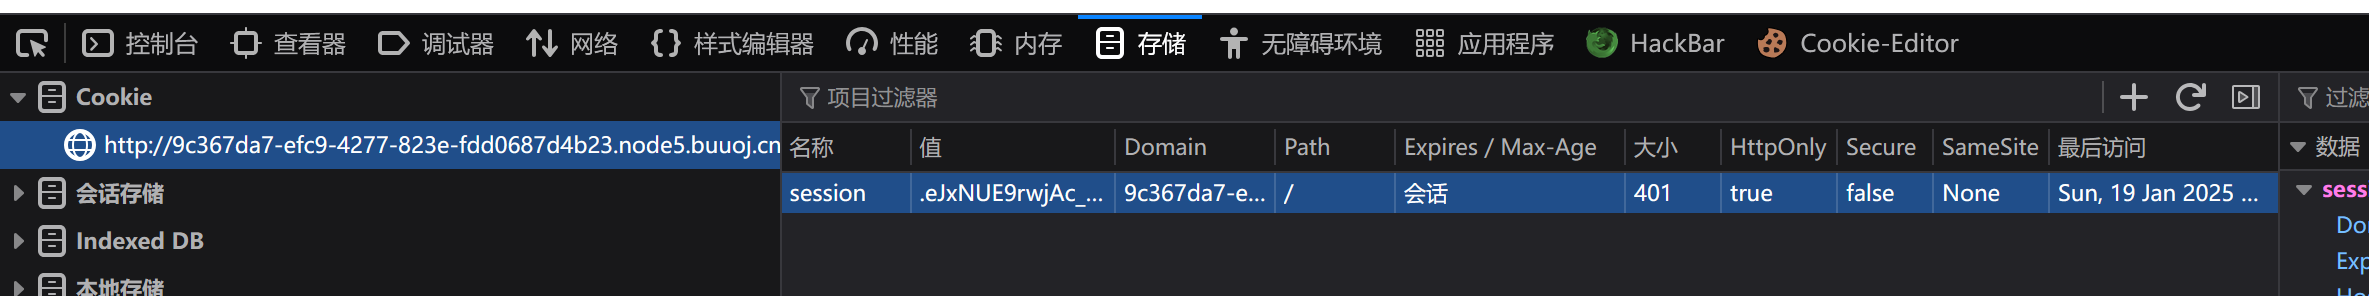 控制台 查看器 调试器 网络 样式编辑器 性能 内存 存储 无障碍环境 应用程序 HackBar Cookie-Editor
Cookie 项目过滤器 过滤
http://9c367da7-efc9-4277-823e-fdd0687d4b23.node5.buuoj.cn 名称 值 Domain Path Expires / Max-Age 大小 HttpOnly Secure SameSite 最后访问 数据
会话存储 session .eJxNUE9rwjAc_... 9c367da7-e... / 会话 401 true false None Sun, 19 Jan 2025 ... sess
Indexed DB Do
本地存储 Exp